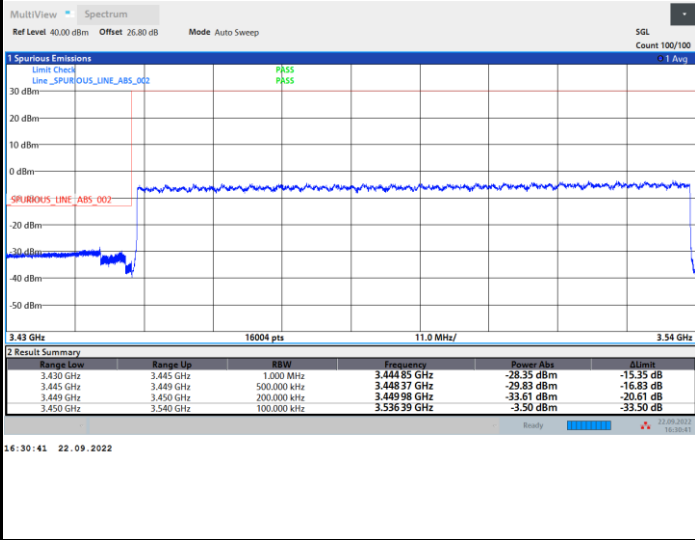 MultiView Spectrum
Ref Level 40.00 dBm Offset 26.80 dB Mode Auto Sweep SGL
Count 100/100
1 Spurious Emissions 1 Avg
Limit Check PASS
Line _SPURIOUS_LINE_ABS_002 PASS
30 dBm
20 dBm
10 dBm
0 dBm
_SPURIOUS_LINE_ABS_002
-20 dBm
-30 dBm
-40 dBm
-50 dBm
3.43 GHz 16004 pts 11.0 MHz/ 3.54 GHz
2 Result Summary
Range Low Range Up RBW Frequency Power Abs ΔLimit
3.430 GHz 3.445 GHz 1.000 MHz 3.444 85 GHz -28.35 dBm -15.35 dB
3.445 GHz 3.449 GHz 500.000 kHz 3.448 37 GHz -29.83 dBm -16.83 dB
3.449 GHz 3.450 GHz 200.000 kHz 3.449 98 GHz -33.61 dBm -20.61 dB
3.450 GHz 3.540 GHz 100.000 kHz 3.536 39 GHz -3.50 dBm -33.50 dB
Ready 22.09.2022
16:30:41
16:30:41 22.09.2022